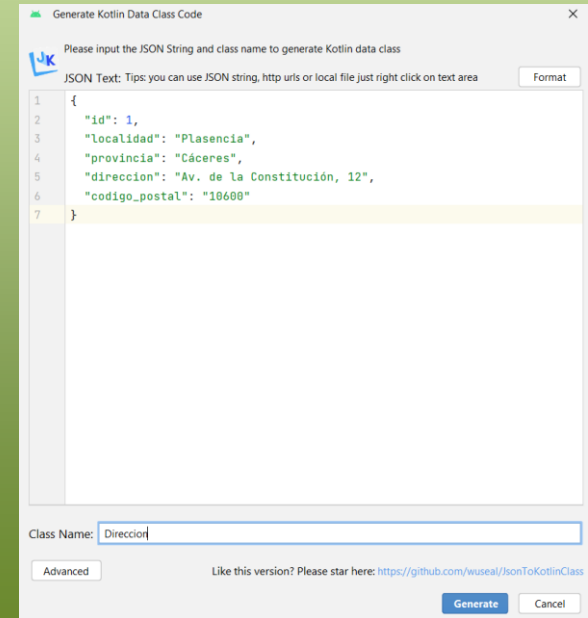 Generate Kotlin Data Class Code
JK
Please input the JSON String and class name to generate Kotlin data class
JSON Text: Tips: you can use JSON string, http urls or local file just right click on text area
Format
1 {
2 "id": 1,
3 "localidad": "Plasencia",
4 "provincia": "Cáceres",
5 "direccion": "Av. de la Constitución, 12",
6 "codigo_postal": "10600"
7 }
Class Name: Direccion
Advanced
Like this version? Please star here: https://github.com/wuseal/JsonToKotlinClass
Generate
Cancel